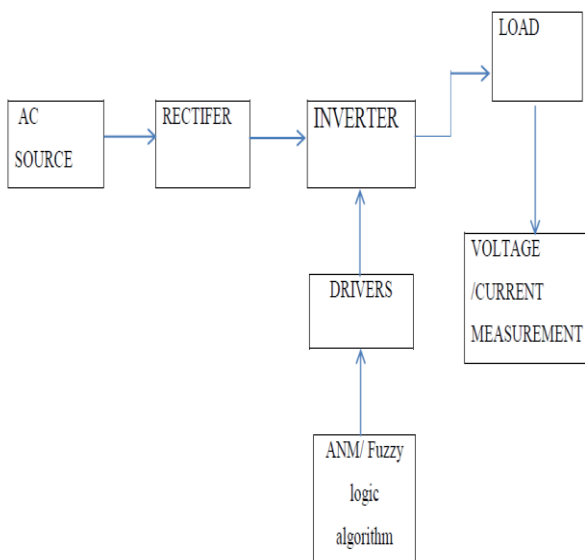 AC
SOURCE
RECTIFER
INVERTER
LOAD
VOLTAGE
/CURRENT
MEASUREMENT
DRIVERS
ANM/ Fuzzy
logic
algorithm